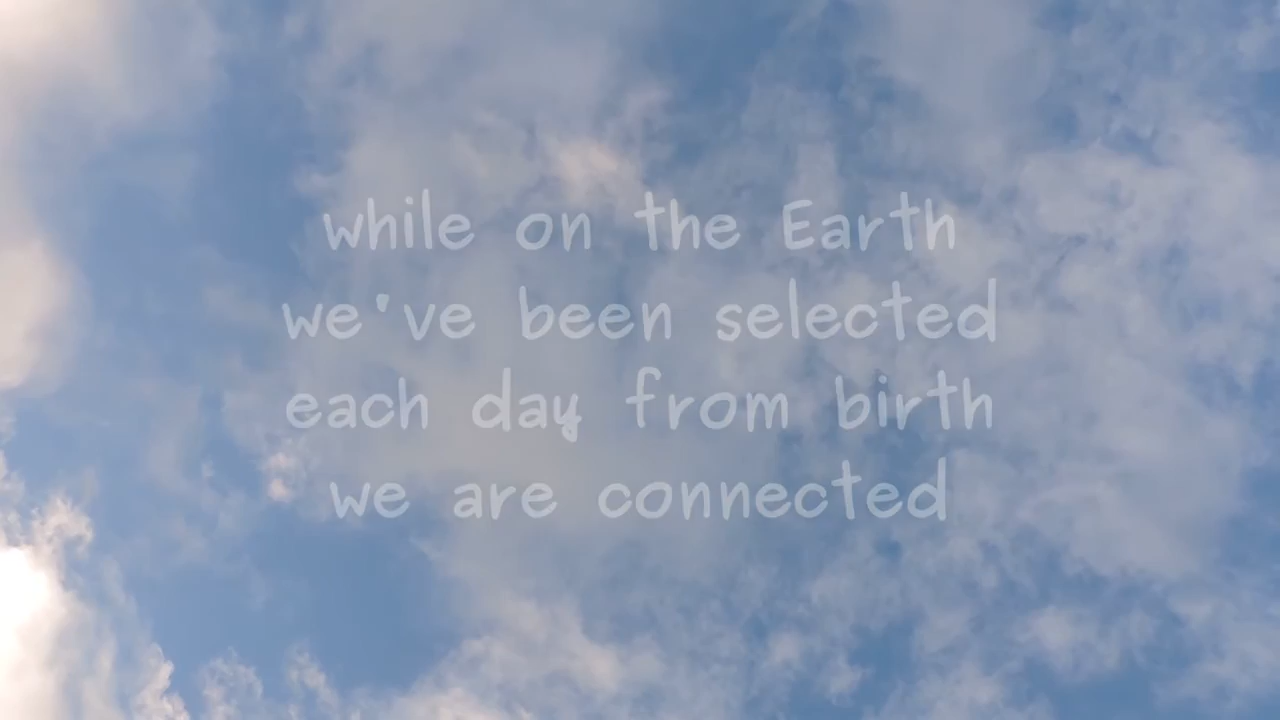 while on the Earth
we've been selected
each day from birth
we are connected